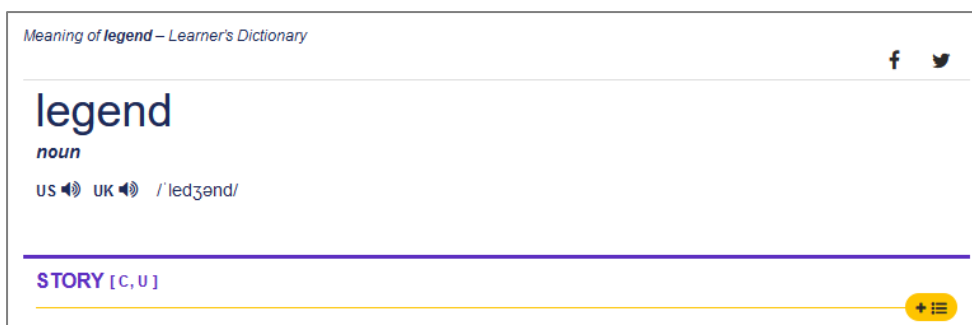 Meaning of legend – Learner's Dictionary
legend
noun
US UK /ˈledʒənd/
STORY [ C, U ]